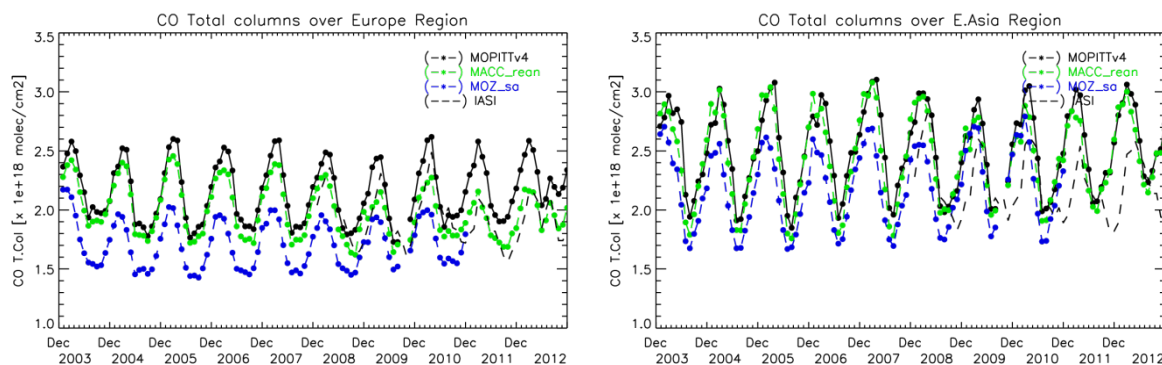 CO Total columns over Europe Region
CO T.Col [x 1e+18 molec/cm2]
3.5
3.0
2.5
2.0
1.5
1.0
(-•-•-) MOPITTv4
(-•-•-) MACC_rean
(-•-•-) MOZ_sa
(– – –) IASI
Dec Dec Dec Dec Dec Dec Dec Dec Dec Dec
2003 2004 2005 2006 2007 2008 2009 2010 2011 2012
CO Total columns over E.Asia Region
CO T.Col [x 1e+18 molec/cm2]
3.5
3.0
2.5
2.0
1.5
1.0
(-•-•-) MOPITTv4
(-•-•-) MACC_rean
(-•-•-) MOZ_sa
(– – –) IASI
Dec Dec Dec Dec Dec Dec Dec Dec Dec Dec
2003 2004 2005 2006 2007 2008 2009 2010 2011 2012